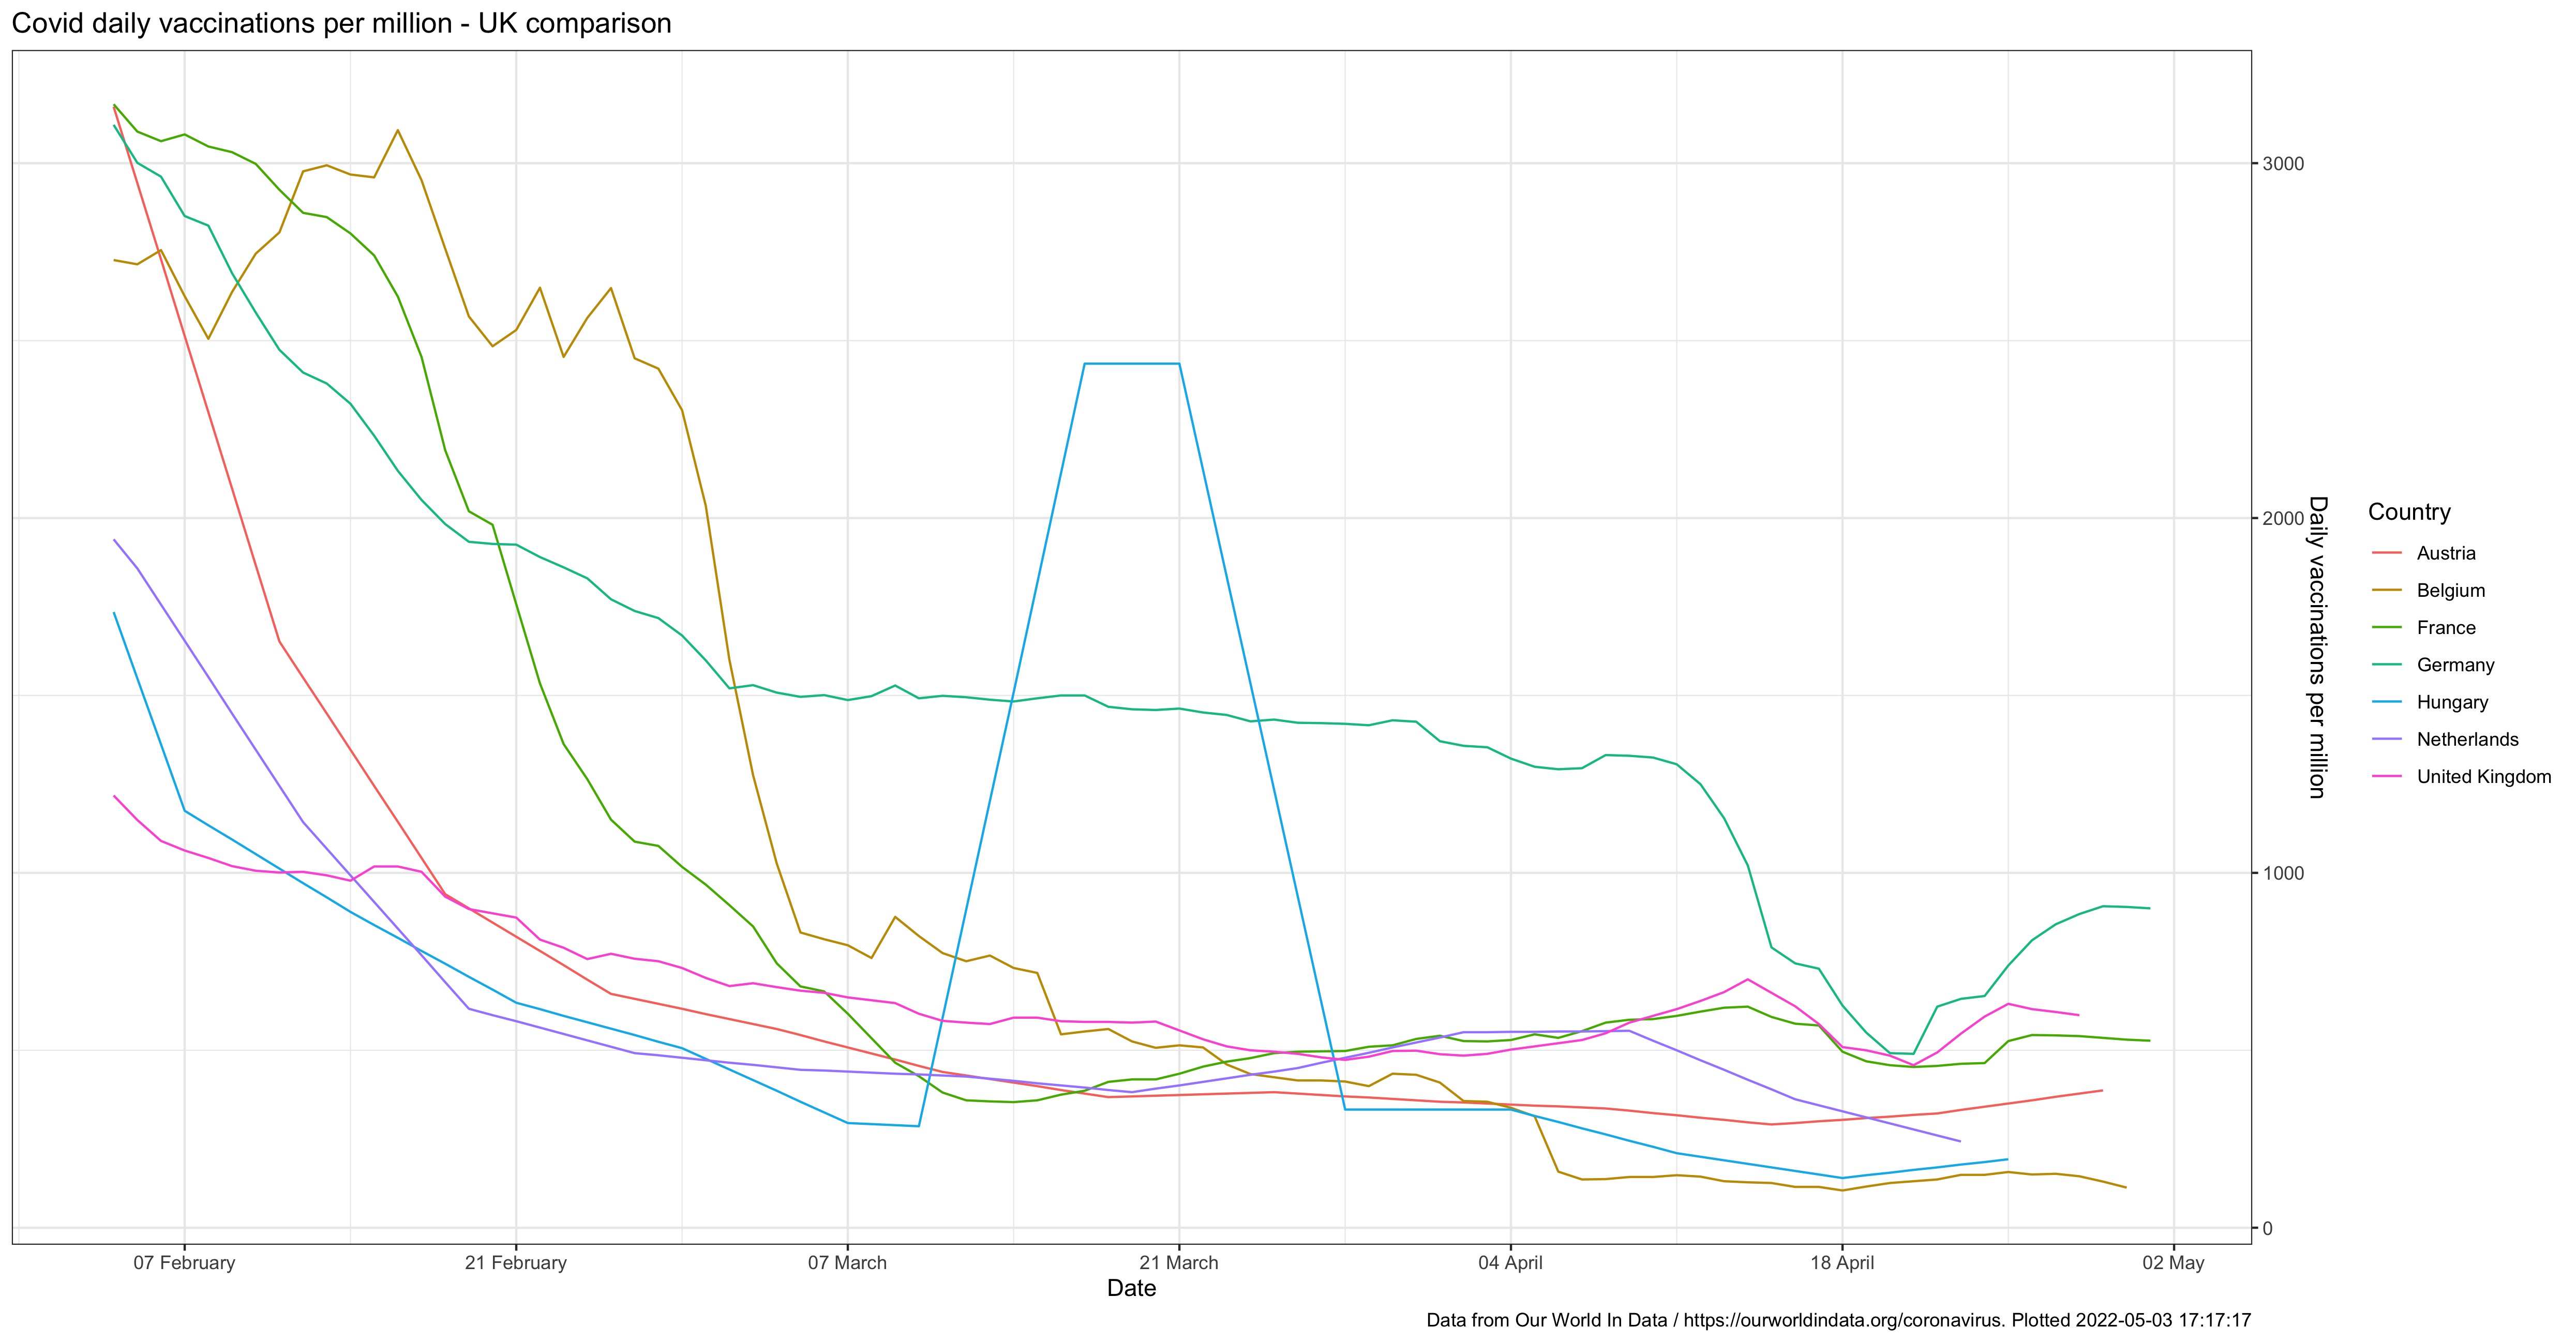 Covid daily vaccinations per million - UK comparison
3000
2000
1000
0
Daily vaccinations per million
07 February
21 February
07 March
21 March
04 April
18 April
02 May
Date
Country
Austria
Belgium
France
Germany
Hungary
Netherlands
United Kingdom
Data from Our World In Data / https://ourworldindata.org/coronavirus. Plotted 2022-05-03 17:17:17